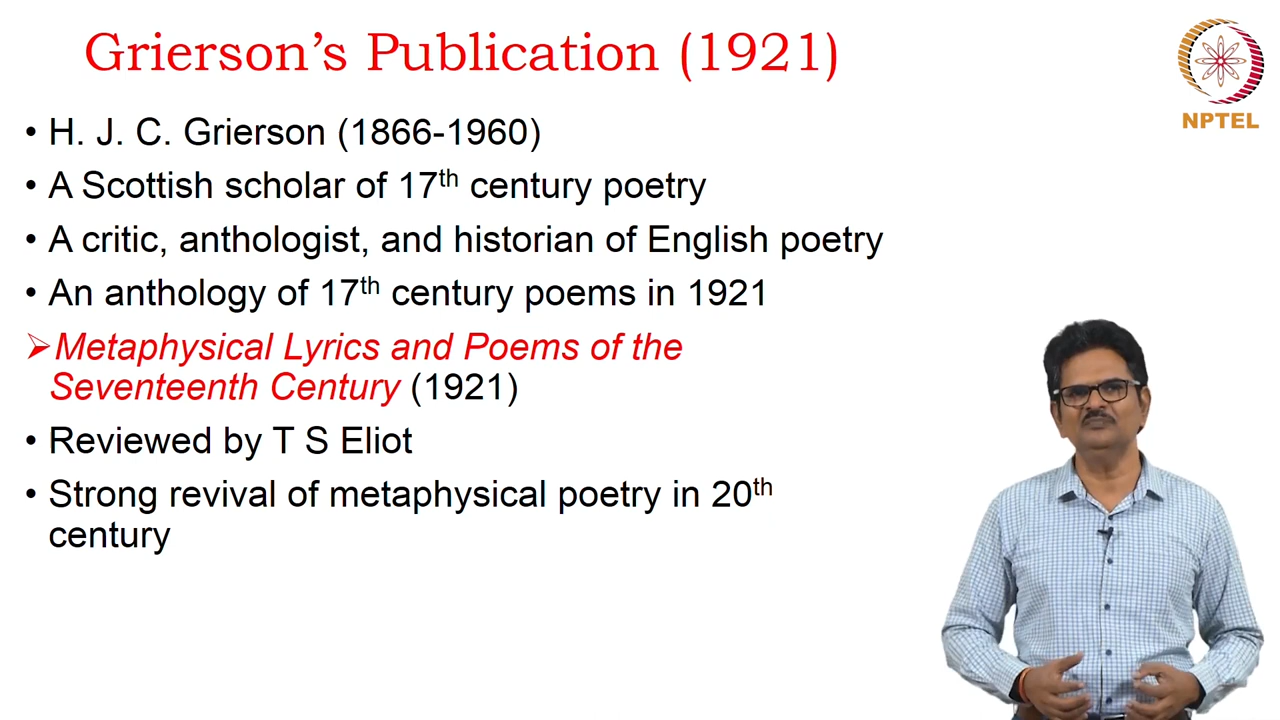 Grierson's Publication (1921)
NPTEL
• H. J. C. Grierson (1866-1960)
• A Scottish scholar of 17th century poetry
• A critic, anthologist, and historian of English poetry
• An anthology of 17th century poems in 1921
➢Metaphysical Lyrics and Poems of the
Seventeenth Century (1921)
• Reviewed by T S Eliot
• Strong revival of metaphysical poetry in 20th
century